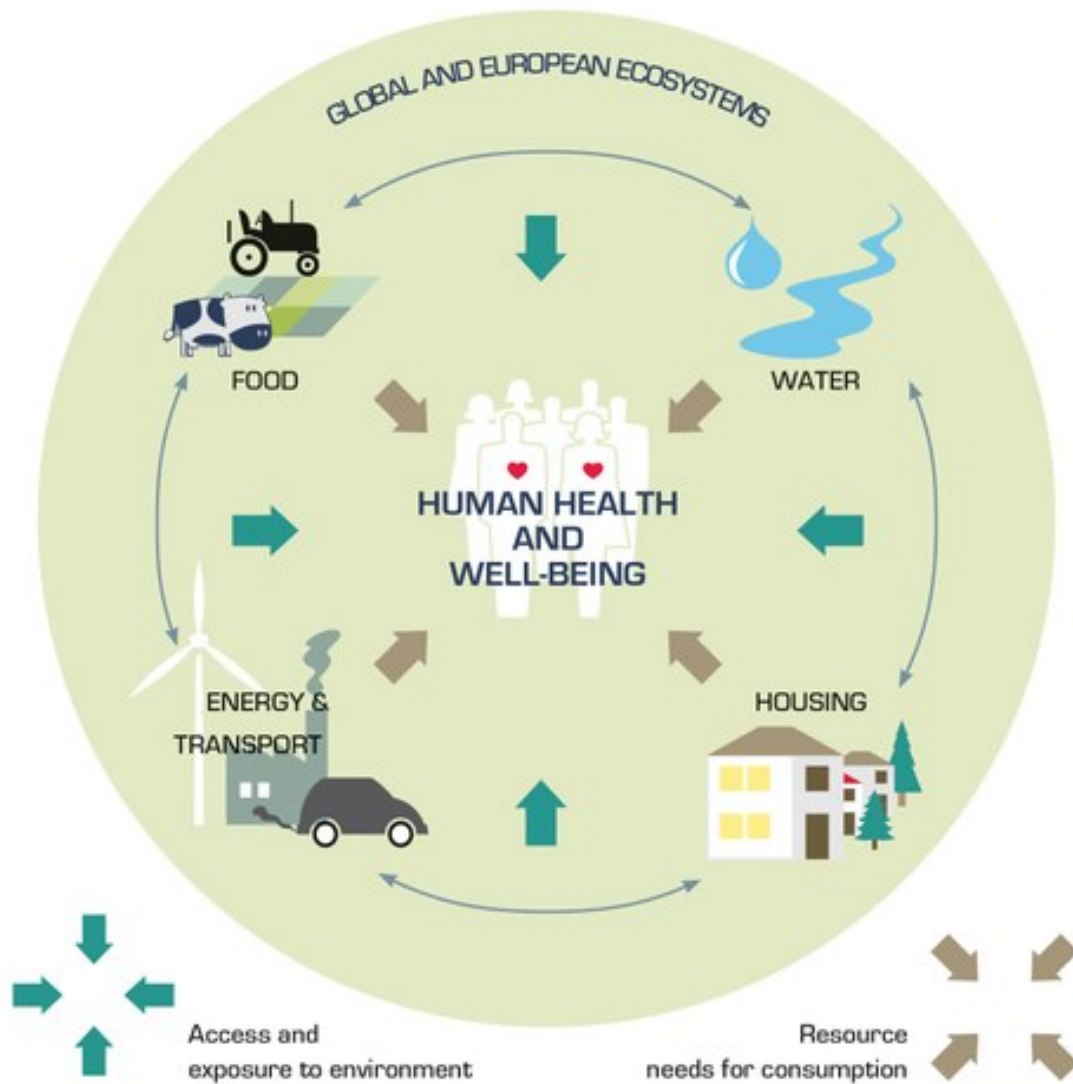 GLOBAL AND EUROPEAN ECOSYSTEMS
FOOD
WATER
HUMAN HEALTH
AND
WELL-BEING
ENERGY &
TRANSPORT
HOUSING
Access and
exposure to environment
Resource
needs for consumption